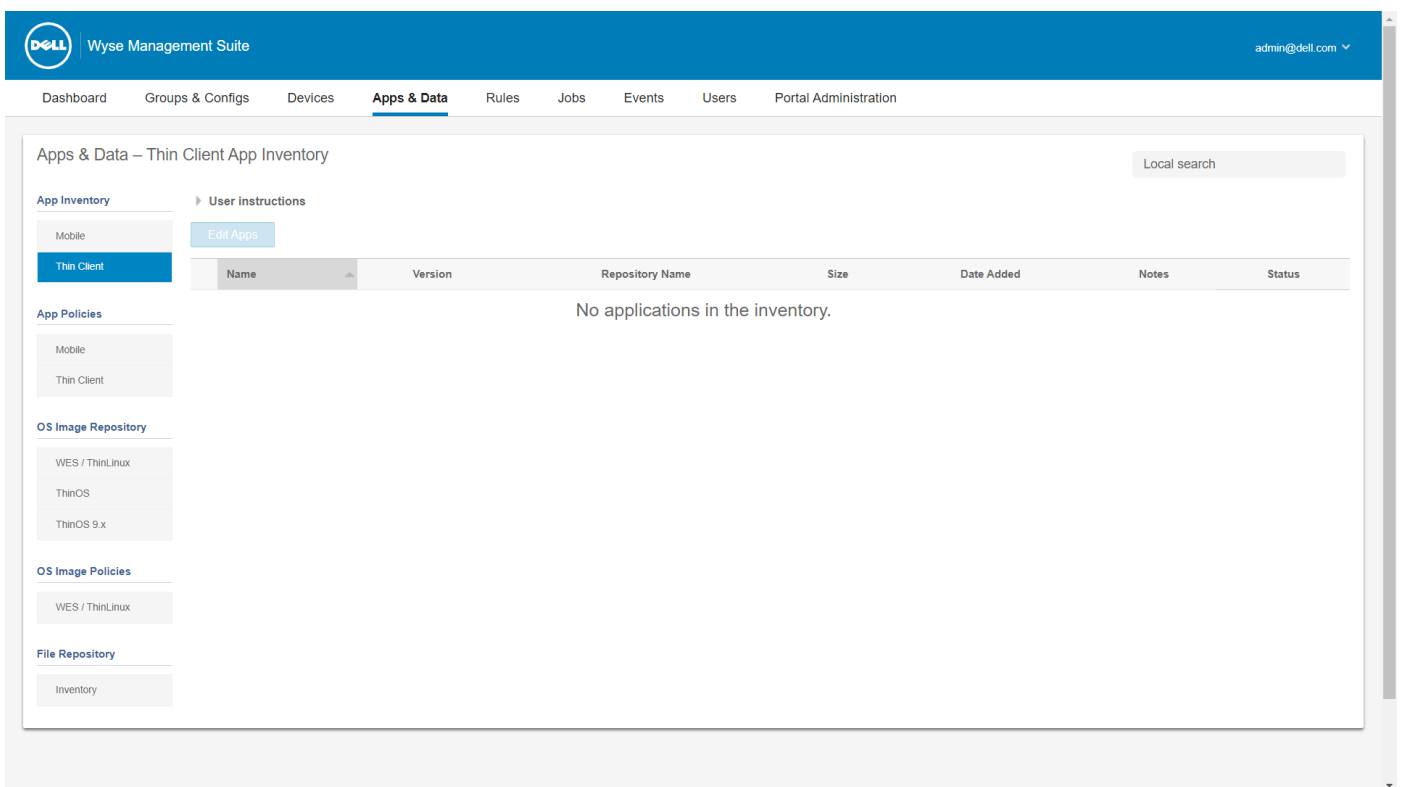 DELL
Wyse Management Suite
admin@dell.com
Dashboard Groups & Configs Devices Apps & Data Rules Jobs Events Users Portal Administration
Apps & Data – Thin Client App Inventory
Local search
App Inventory
Mobile
Thin Client
App Policies
Mobile
Thin Client
OS Image Repository
WES / ThinLinux
ThinOS
ThinOS 9.x
OS Image Policies
WES / ThinLinux
File Repository
Inventory
User instructions
Edit Apps
Name Version Repository Name Size Date Added Notes Status
No applications in the inventory.